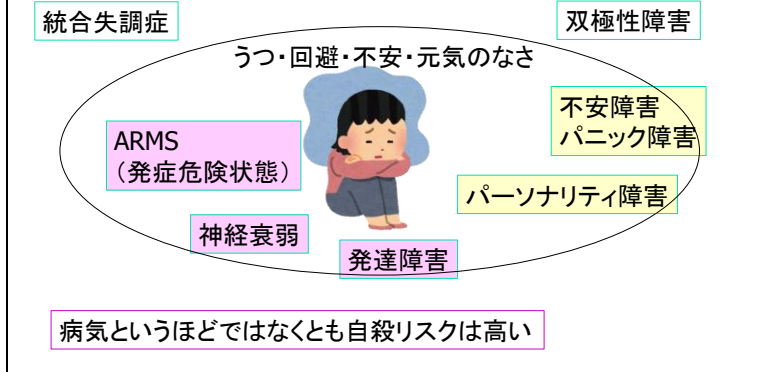 統合失調症
双極性障害
うつ・回避・不安・元気のなさ
不安障害
パニック障害
ARMS
（発症危険状態）
パーソナリティ障害
神経衰弱
発達障害
病気というほどではなくとも自殺リスクは高い